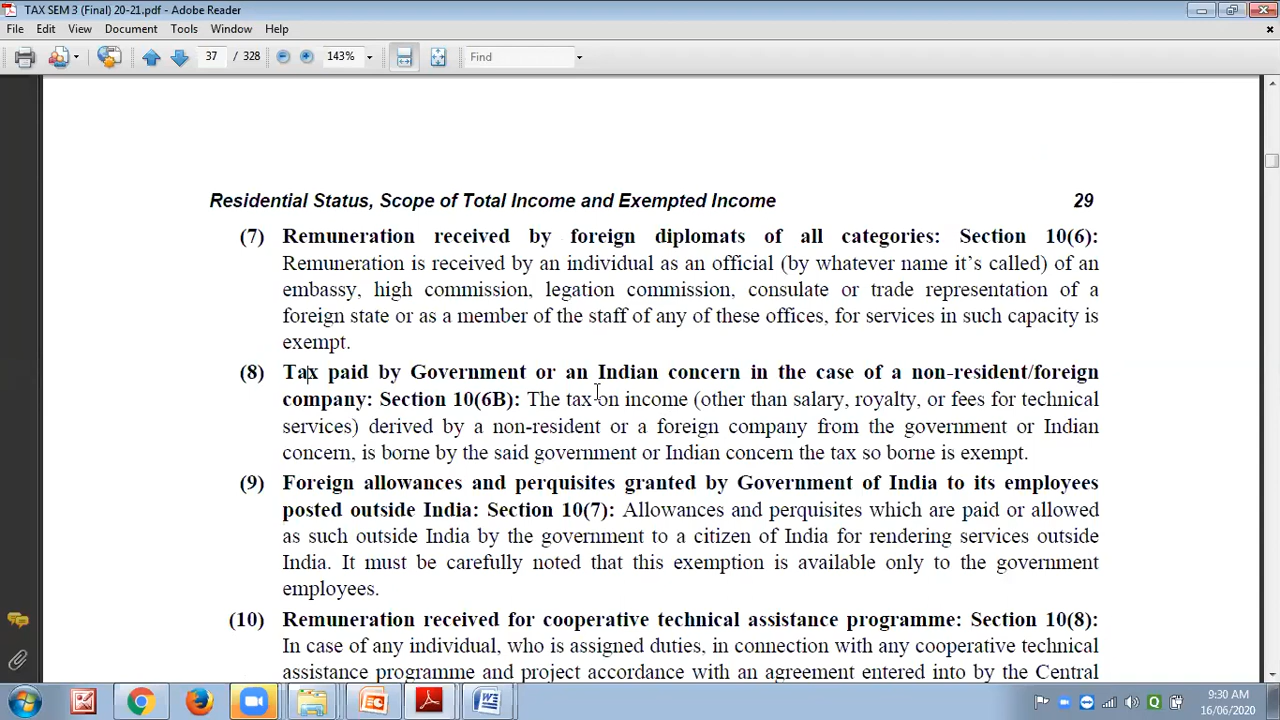 TAX SEM 3 (Final) 20-21.pdf - Adobe Reader
File Edit View Document Tools Window Help
37 / 328 143% Find
Residential Status, Scope of Total Income and Exempted Income 29
(7) Remuneration received by foreign diplomats of all categories: Section 10(6):
Remuneration is received by an individual as an official (by whatever name it’s called) of an
embassy, high commission, legation commission, consulate or trade representation of a
foreign state or as a member of the staff of any of these offices, for services in such capacity is
exempt.
(8) Tax paid by Government or an Indian concern in the case of a non-resident/foreign
company: Section 10(6B): The tax on income (other than salary, royalty, or fees for technical
services) derived by a non-resident or a foreign company from the government or Indian
concern, is borne by the said government or Indian concern the tax so borne is exempt.
(9) Foreign allowances and perquisites granted by Government of India to its employees
posted outside India: Section 10(7): Allowances and perquisites which are paid or allowed
as such outside India by the government to a citizen of India for rendering services outside
India. It must be carefully noted that this exemption is available only to the government
employees.
(10) Remuneration received for cooperative technical assistance programme: Section 10(8):
In case of any individual, who is assigned duties, in connection with any cooperative technical
assistance programme and project accordance with an agreement entered into by the Central
9:30 AM
16/06/2020